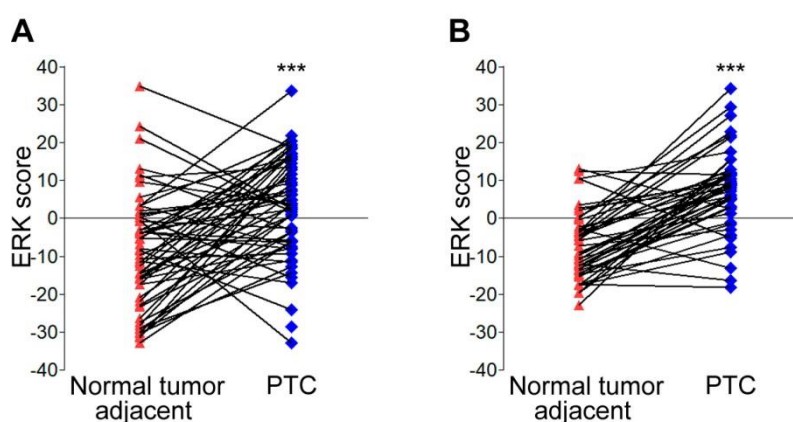 A
ERK score
40
30
20
10
0
-10
-20
-30
-40
***
Normal tumor
adjacent
PTC
B
ERK score
40
30
20
10
0
-10
-20
-30
-40
***
Normal tumor
adjacent
PTC